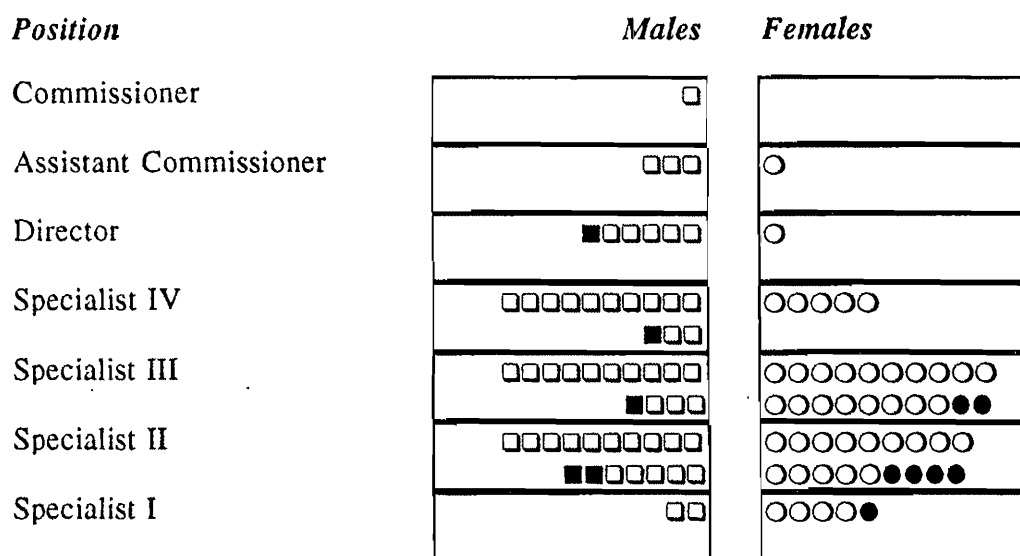 Position Males Females
Commissioner
Assistant Commissioner
Director
Specialist IV
Specialist III
Specialist II
Specialist I